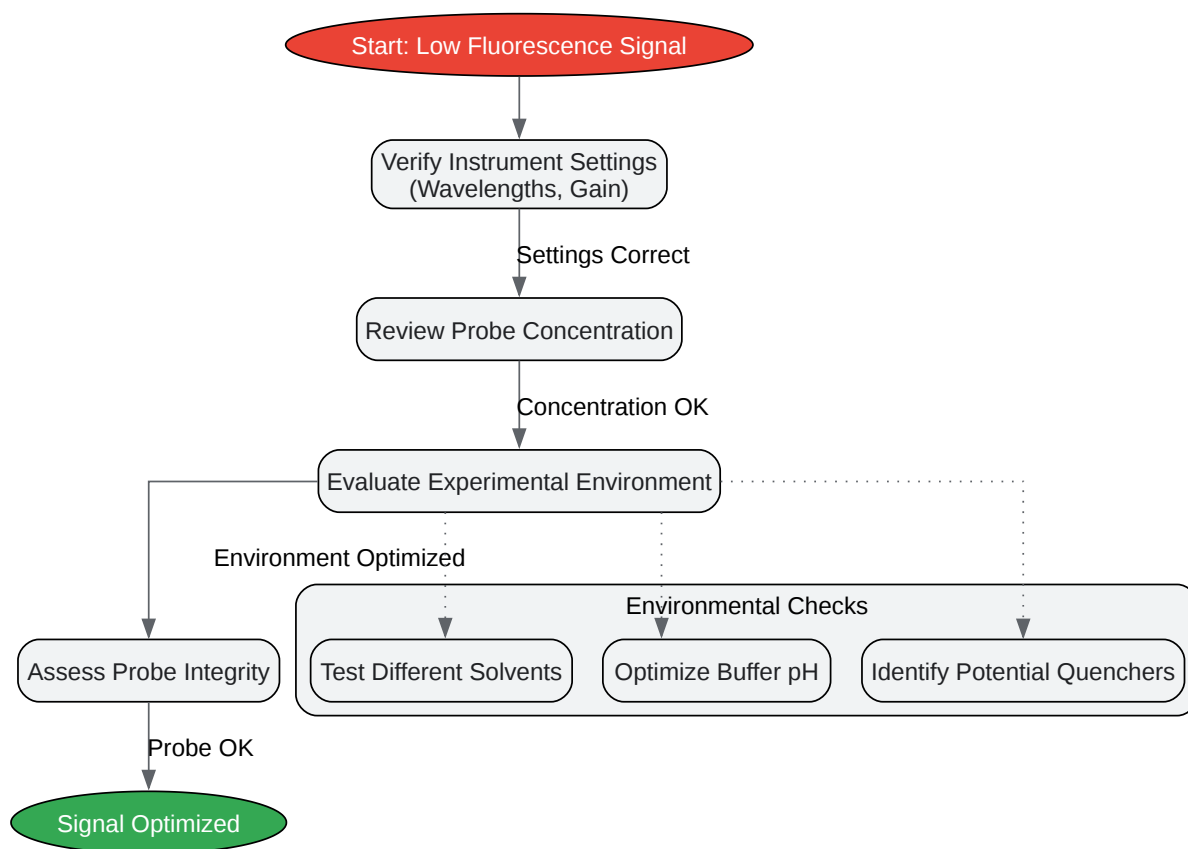 Start: Low Fluorescence Signal
Verify Instrument Settings
(Wavelengths, Gain)
Settings Correct
Review Probe Concentration
Concentration OK
Evaluate Experimental Environment
Environment Optimized
Environmental Checks
Assess Probe Integrity
Test Different Solvents
Optimize Buffer pH
Identify Potential Quenchers
Probe OK
Signal Optimized